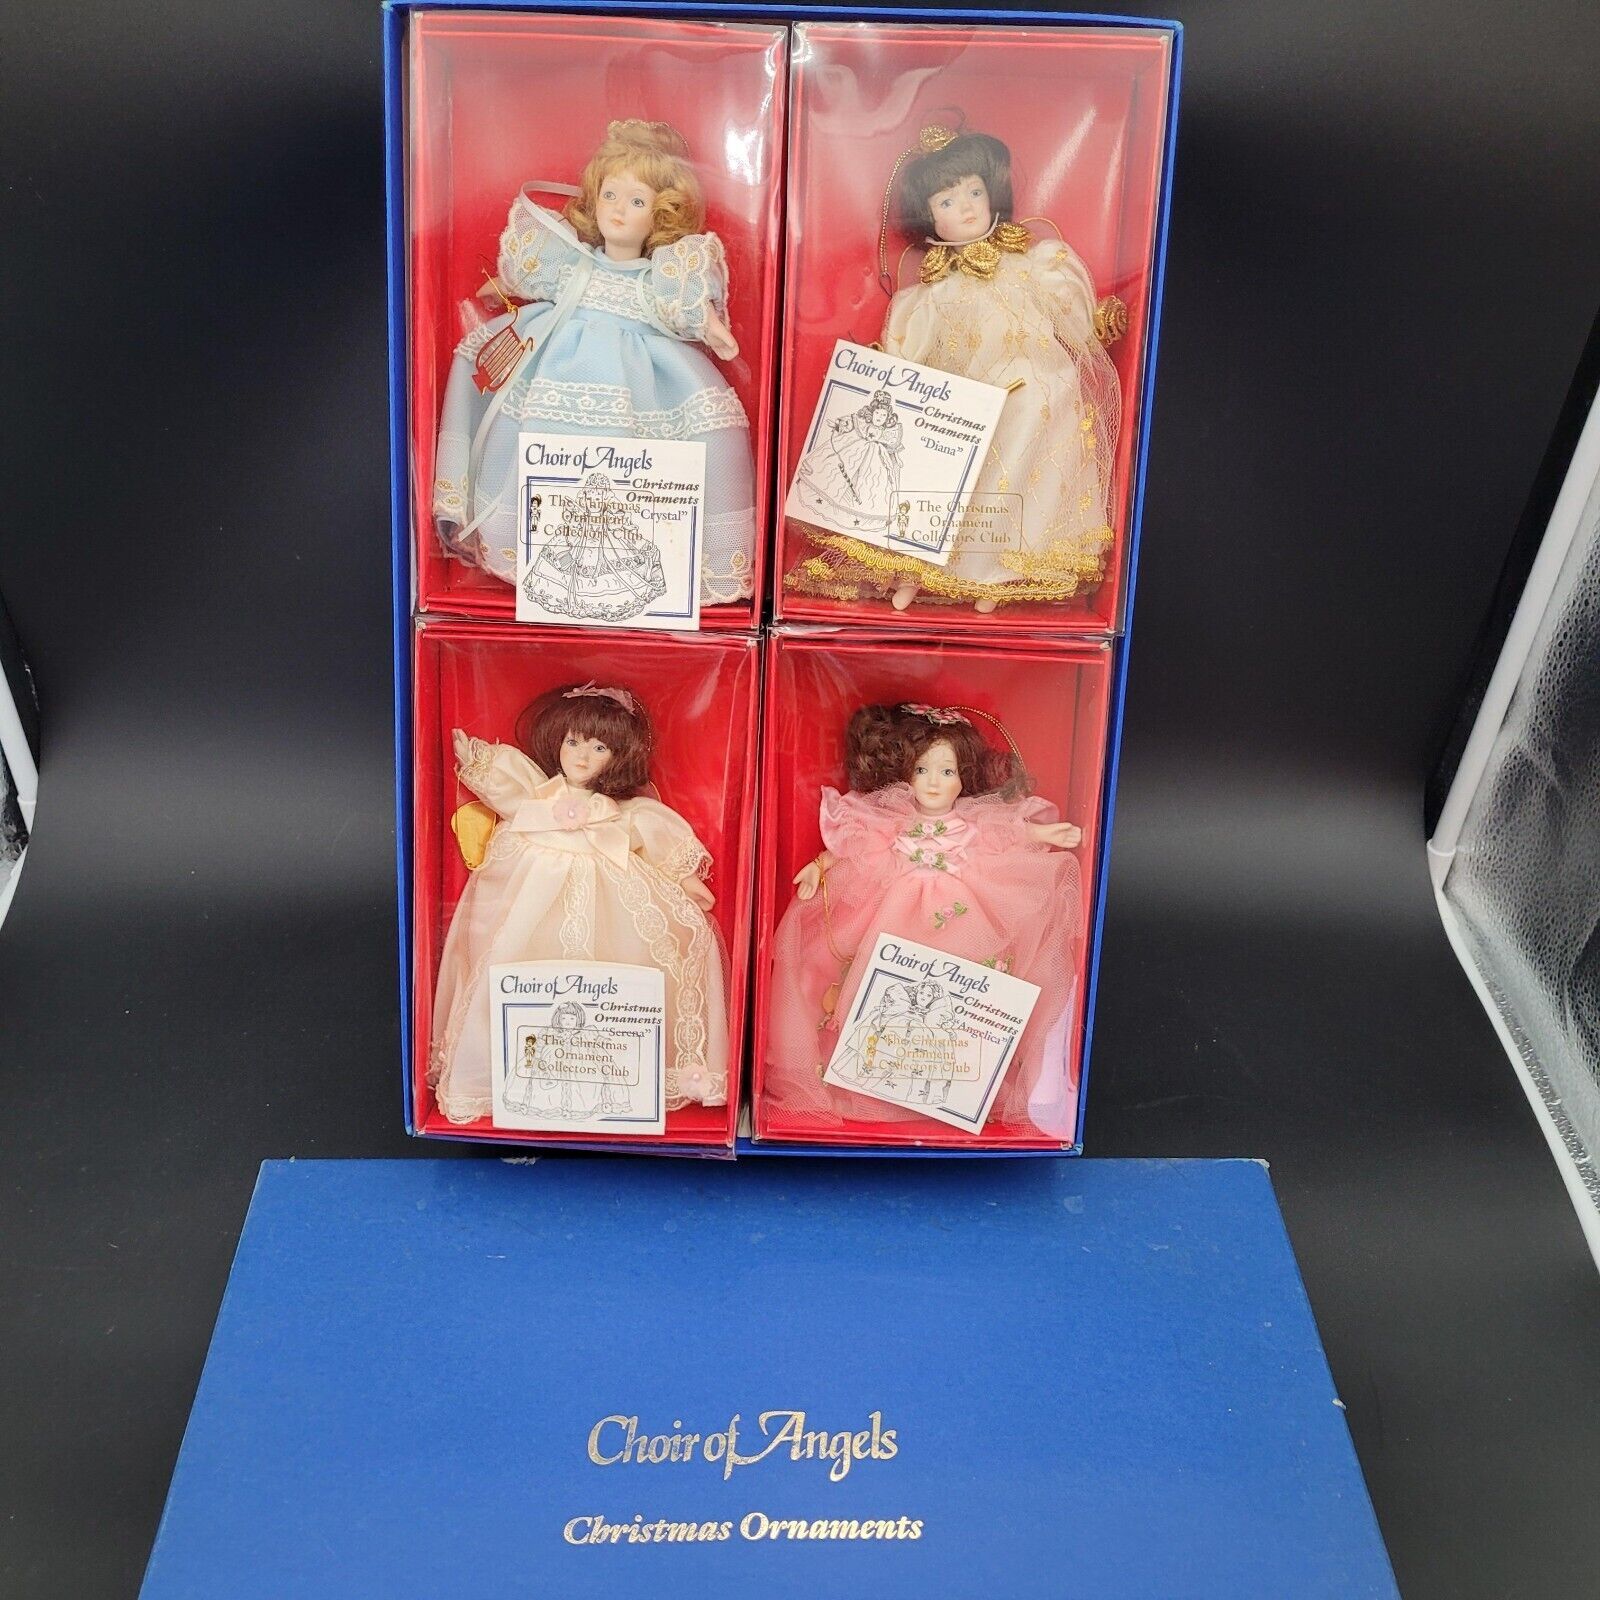 Choir of Angels
Christmas
Ornaments
"Crystal"
The Christmas
Ornament
Collectors Club
Choir of Angels
Christmas
Ornaments
"Diana"
The Christmas
Ornament
Collectors Club
Choir of Angels
Christmas
Ornaments
"Serena"
The Christmas
Ornament
Collectors Club
Choir of Angels
Christmas
Ornaments
"Angelica"
The Christmas
Ornament
Collectors Club
Choir of Angels
Christmas Ornaments